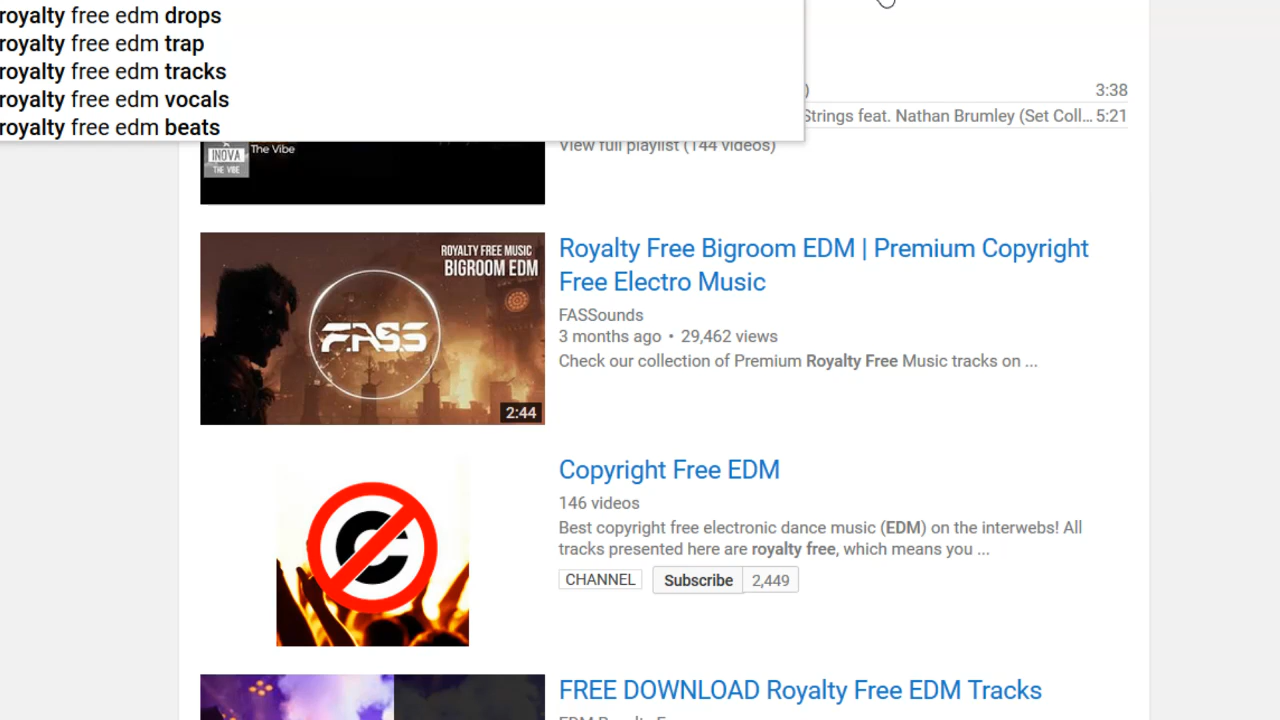 royalty free edm drops
royalty free edm trap
royalty free edm tracks
royalty free edm vocals
royalty free edm beats
) 3:38
Strings feat. Nathan Brumley (Set Coll... 5:21
View full playlist (144 videos)
INOVA
THE VIBE
The Vibe
ROYALTY FREE MUSIC
BIGROOM EDM
FASS
2:44
Royalty Free Bigroom EDM | Premium Copyright
Free Electro Music
FASSounds
3 months ago • 29,462 views
Check our collection of Premium Royalty Free Music tracks on ...
Copyright Free EDM
146 videos
Best copyright free electronic dance music (EDM) on the interwebs! All
tracks presented here are royalty free, which means you ...
CHANNEL Subscribe 2,449
FREE DOWNLOAD Royalty Free EDM Tracks